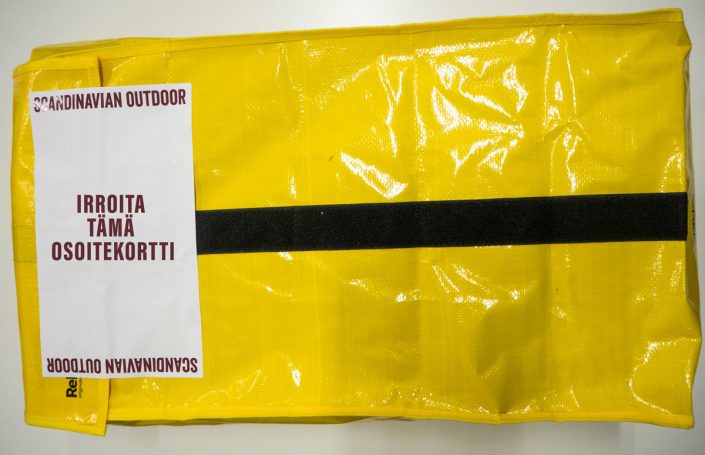 SCANDINAVIAN OUTDOOR
IRROITA
TÄMÄ
OSOITEKORTTI
SCANDINAVIAN OUTDOOR